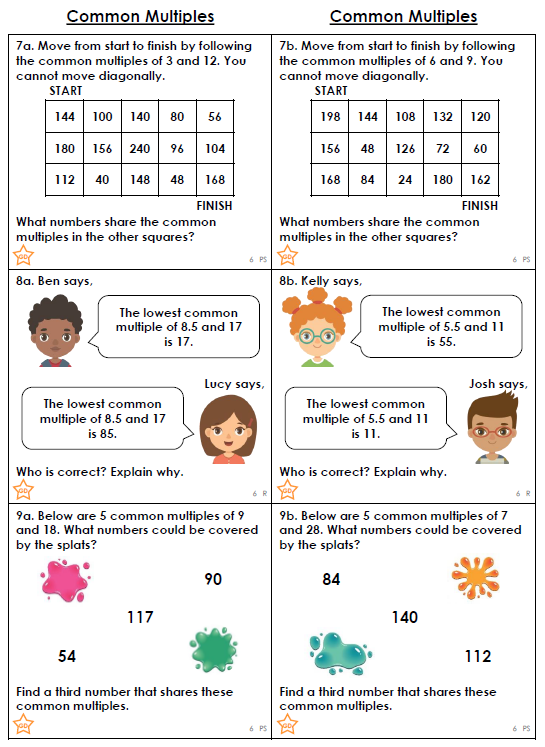 Common Multiples
Common Multiples
7a. Move from start to finish by following
the common multiples of 3 and 12. You
cannot move diagonally.
START
144 100 140 80 56
180 156 240 96 104
112 40 148 48 168
FINISH
What numbers share the common
multiples in the other squares?
GD
6 PS
7b. Move from start to finish by following
the common multiples of 6 and 9. You
cannot move diagonally.
START
198 144 108 132 120
156 48 126 72 60
168 84 24 180 162
FINISH
What numbers share the common
multiples in the other squares?
GD
6 PS
8a. Ben says,
The lowest common
multiple of 8.5 and 17
is 17.
Lucy says,
The lowest common
multiple of 8.5 and 17
is 85.
Who is correct? Explain why.
GD
6 R
8b. Kelly says,
The lowest common
multiple of 5.5 and 11
is 55.
Josh says,
The lowest common
multiple of 5.5 and 11
is 11.
Who is correct? Explain why.
GD
6 R
9a. Below are 5 common multiples of 9
and 18. What numbers could be covered
by the splats?
90
117
54
Find a third number that shares these
common multiples.
GD
6 PS
9b. Below are 5 common multiples of 7
and 28. What numbers could be covered
by the splats?
84
140
112
Find a third number that shares these
common multiples.
GD
6 PS